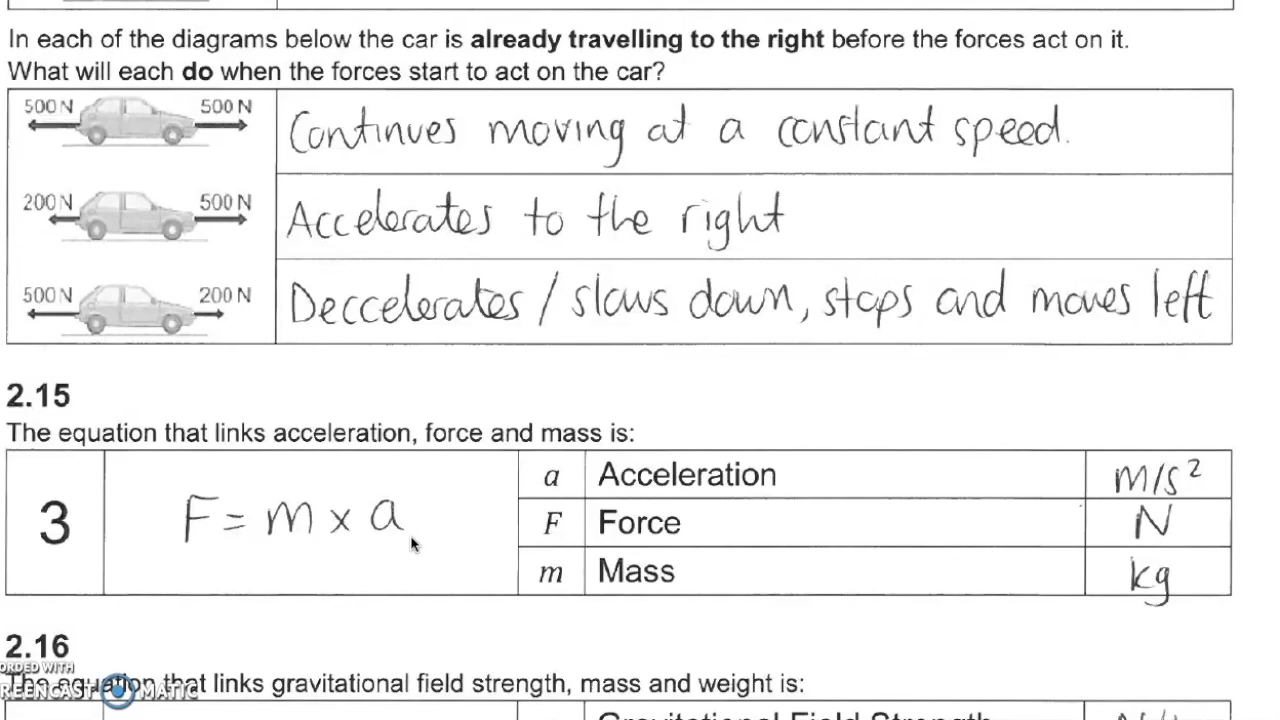 In each of the diagrams below the car is already travelling to the right before the forces act on it.
What will each do when the forces start to act on the car?
500 N 500 N
Continues moving at a constant speed.
200 N 500 N
Accelerates to the right
500 N 200 N
Deccelerates / slows down, stops and moves left
2.15
The equation that links acceleration, force and mass is:
3 F = m x a
a Acceleration m/s²
F Force N
m Mass kg
2.16
The equation that links gravitational field strength, mass and weight is:
Gravitational Field Strength